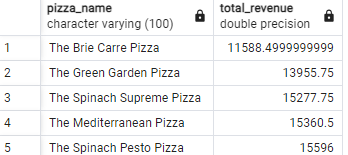 pizza_name total_revenue
character varying (100) double precision
1 The Brie Carre Pizza 11588.4999999999
2 The Green Garden Pizza 13955.75
3 The Spinach Supreme Pizza 15277.75
4 The Mediterranean Pizza 15360.5
5 The Spinach Pesto Pizza 15596